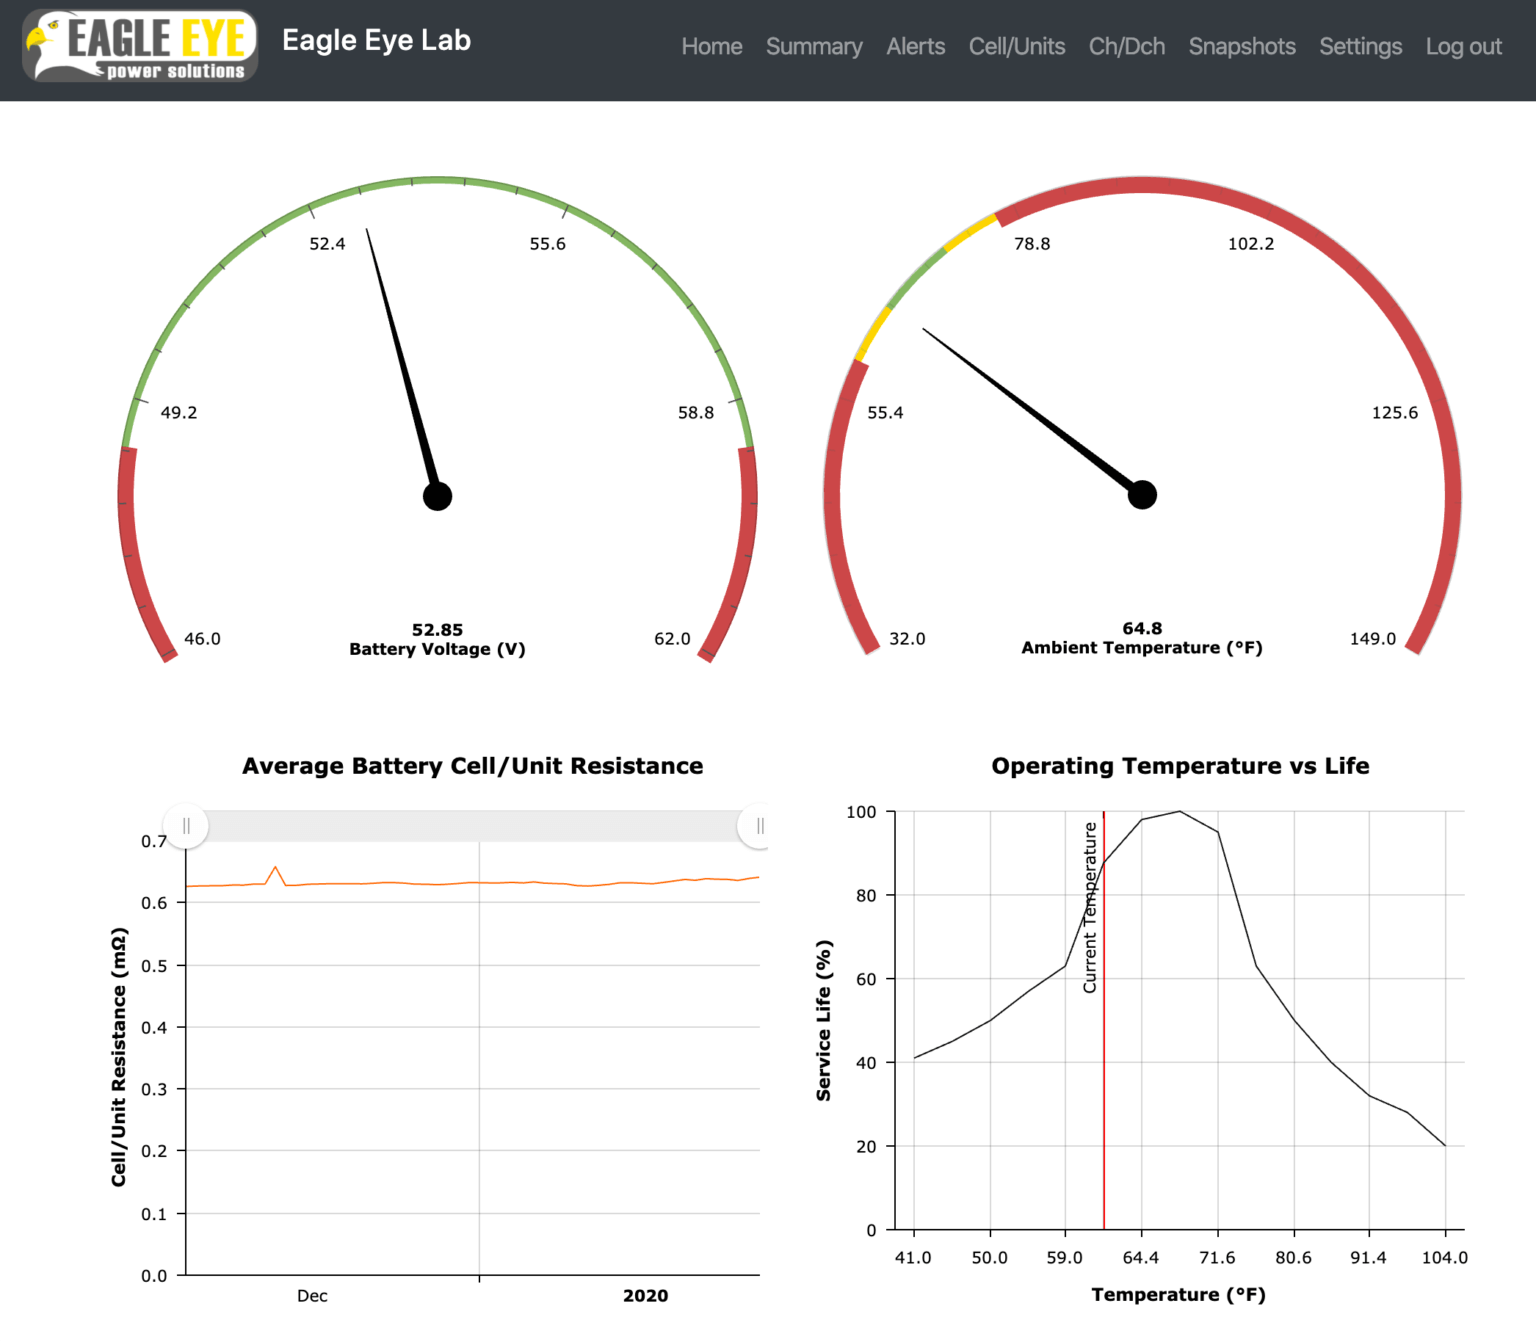 EAGLE EYE
power solutions
Eagle Eye Lab
Home Summary Alerts Cell/Units Ch/Dch Snapshots Settings Log out
52.4
55.6
49.2
58.8
46.0
62.0
52.85
Battery Voltage (V)
78.8
102.2
55.4
125.6
32.0
149.0
64.8
Ambient Temperature (°F)
Average Battery Cell/Unit Resistance
0.7
0.6
0.5
0.4
0.3
0.2
0.1
0.0
Cell/Unit Resistance (mΩ)
Dec
2020
Operating Temperature vs Life
100
80
60
40
20
0
Service Life (%)
Current Temperature
41.0 50.0 59.0 64.4 71.6 80.6 91.4 104.0
Temperature (°F)